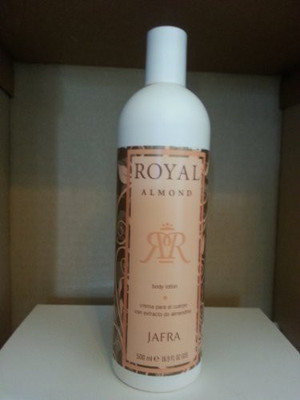 ROYAL
ALMOND
RR
body lotion
crema para el cuerpo
con extracto de almendras
JAFRA
500 ml e 16.9 FL OZ